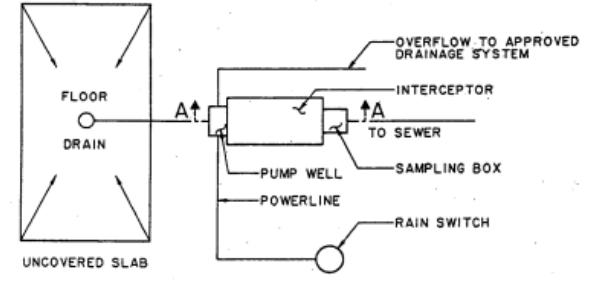 OVERFLOW TO APPROVED
DRAINAGE SYSTEM
INTERCEPTOR
FLOOR
DRAIN
A
A
TO SEWER
PUMP WELL
SAMPLING BOX
POWERLINE
RAIN SWITCH
UNCOVERED SLAB